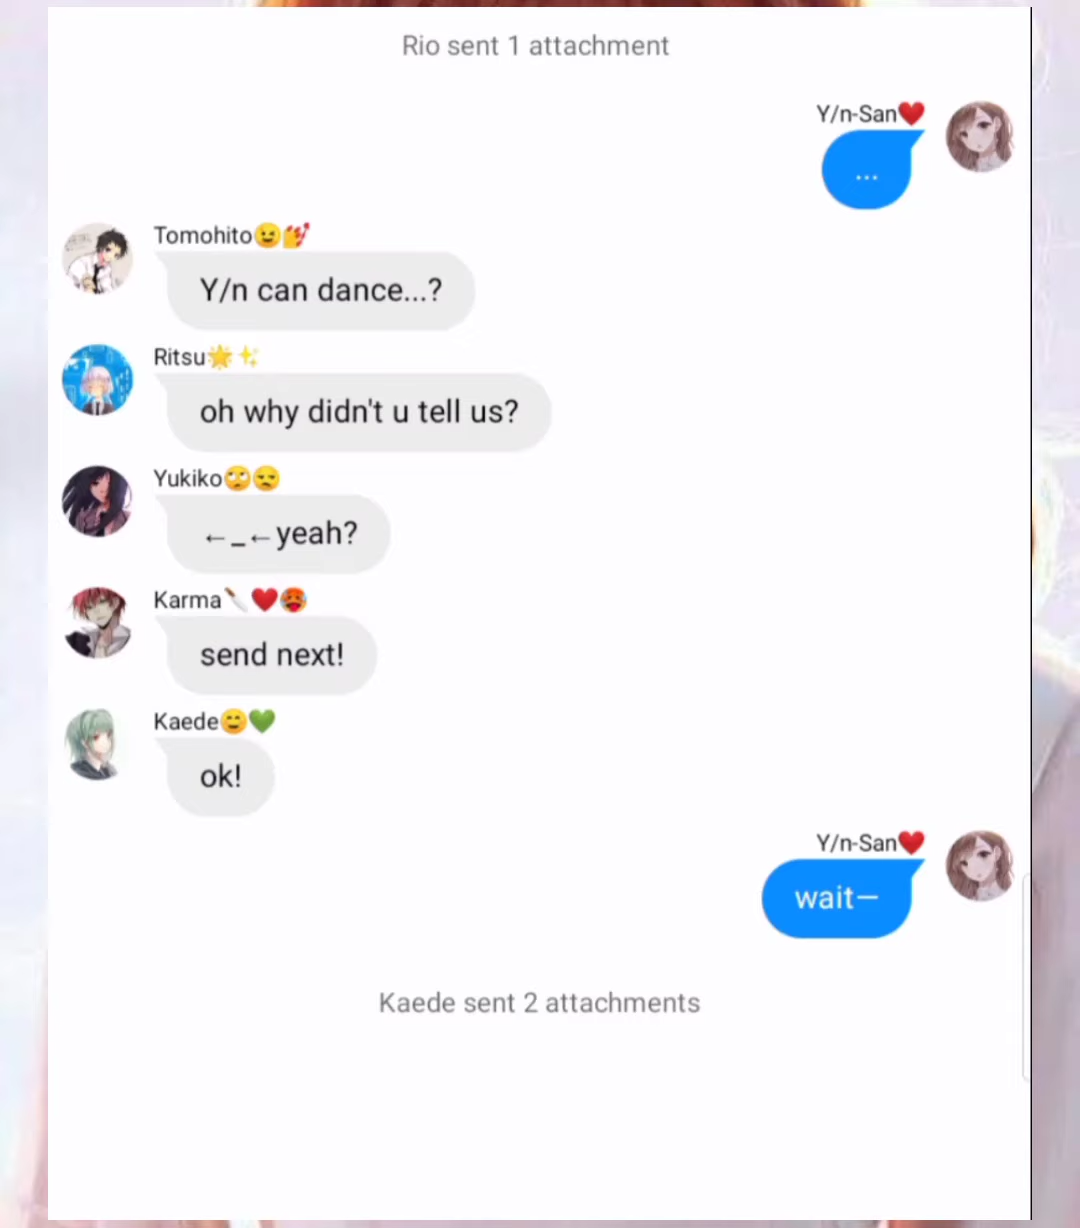 Rio sent 1 attachment
Y/n-San❤️
...
Tomohito😉💅
Y/n can dance...?
Ritsu🌟✨
oh why didn't u tell us?
Yukiko🙄😒
←_←yeah?
Karma🔪❤️🥵
send next!
Kaede😊💚
ok!
Y/n-San❤️
wait—
Kaede sent 2 attachments